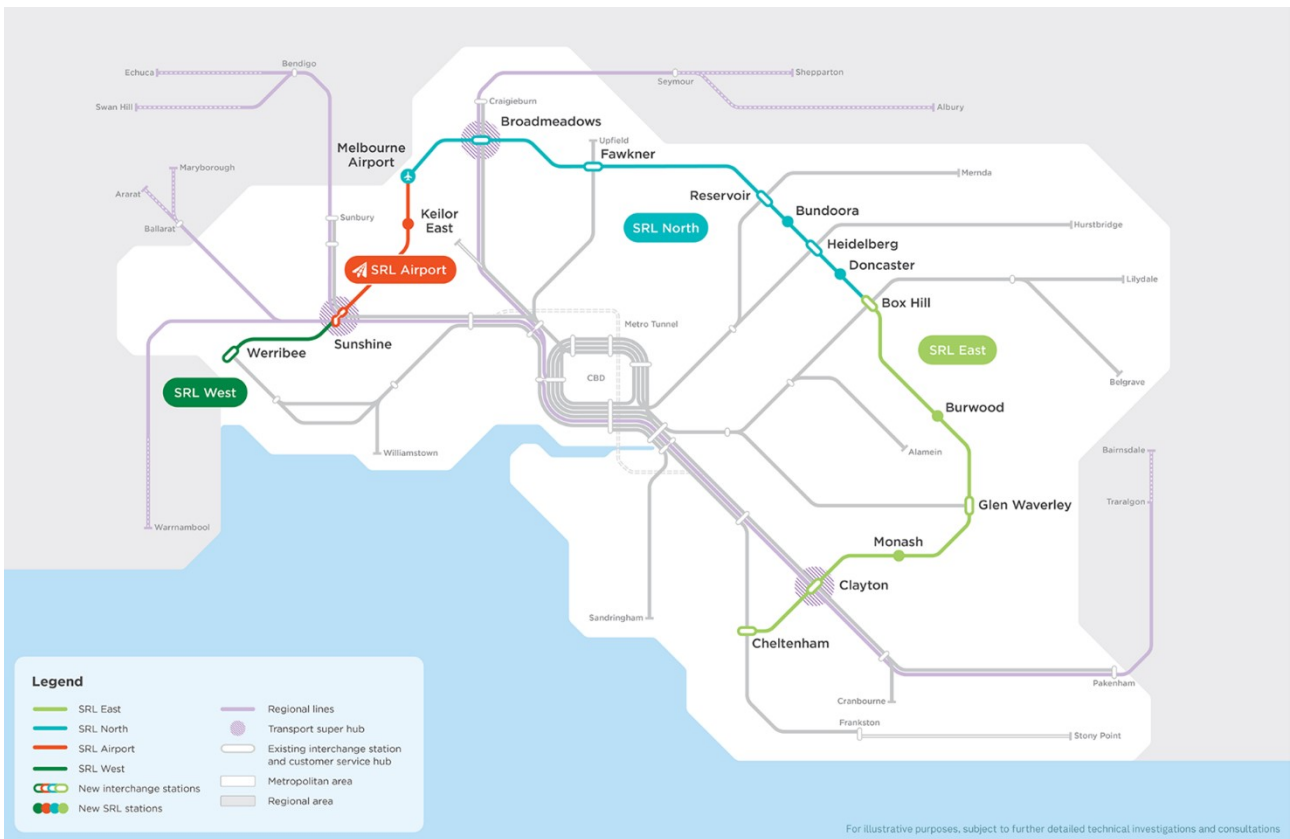 Echuca
Bendigo
Swan Hill
Seymour
Shepparton
Albury
Craigieburn
Broadmeadows
Melbourne
Airport
Upfield
Fawkner
Maryborough
Ararat
Ballarat
Sunbury
Keilor
East
Reservoir
Mernda
Bundoora
SRL North
Hurstbridge
Heidelberg
Doncaster
SRL Airport
Lilydale
Box Hill
Metro Tunnel
Sunshine
Werribee
SRL East
CBD
Belgrave
SRL West
Burwood
Williamstown
Alamein
Bairnsdale
Traralgon
Glen Waverley
Warrnambool
Monash
Clayton
Sandringham
Cheltenham
Pakenham
Cranbourne
Frankston
Stony Point
Legend
SRL East
SRL North
SRL Airport
SRL West
New interchange stations
New SRL stations
Regional lines
Transport super hub
Existing interchange station
and customer service hub
Metropolitan area
Regional area
For illustrative purposes, subject to further detailed technical investigations and consultations